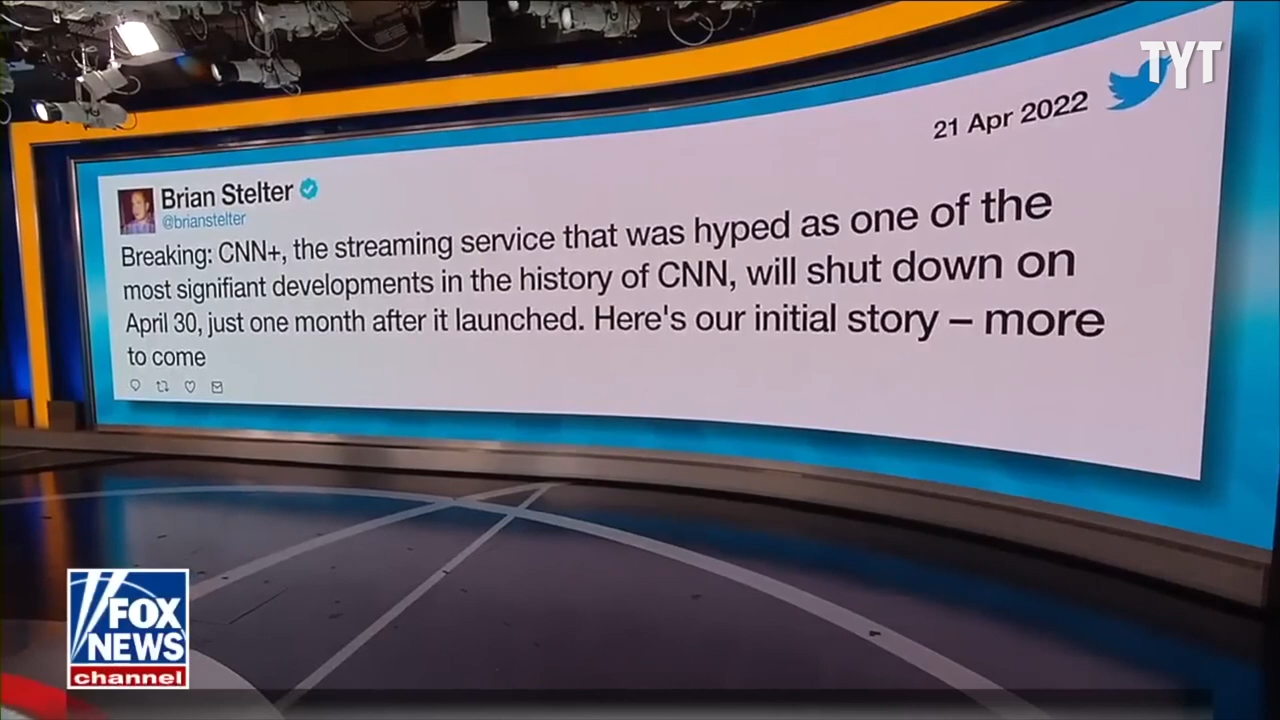 TYT
21 Apr 2022
Brian Stelter
@brianstelter
Breaking: CNN+, the streaming service that was hyped as one of the
most signifiant developments in the history of CNN, will shut down on
April 30, just one month after it launched. Here's our initial story – more
to come
FOX
NEWS
channel